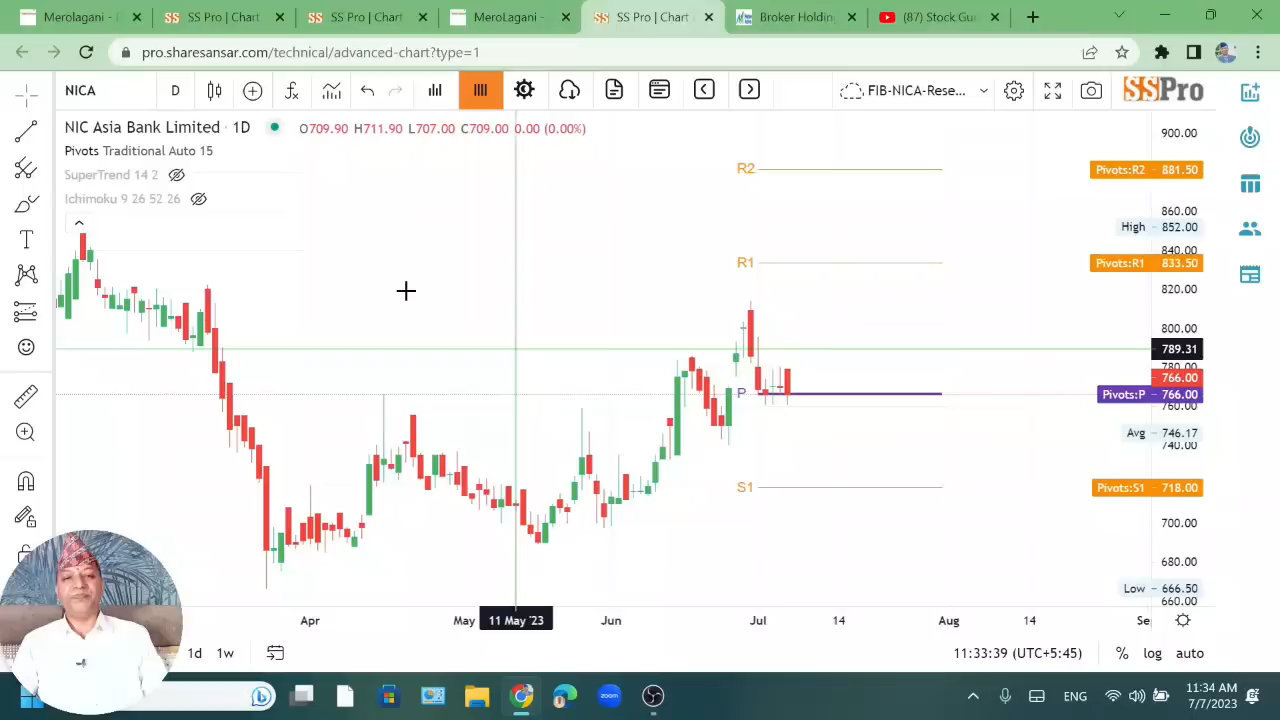 SS Pro | Chart
SS Pro | Chart
MeroLagani -
SS Pro | Chart
Broker Holding
(87) Stock Gu
pro.sharesansar.com/technical/advanced-chart?type=1
NICA
D
FIB-NICA-Rese...
SSPro
NIC Asia Bank Limited · 1D
O709.90 H711.90 L707.00 C709.00 0.00 (0.00%)
Pivots Traditional Auto 15
SuperTrend 14 2
Ichimoku 9 26 52 26
900.00
R2
Pivots:R2 881.50
860.00
High 852.00
840.00
R1
Pivots:R1 833.50
820.00
800.00
789.31
780.00
766.00
P
Pivots:P 766.00
760.00
Avg 746.17
740.00
S1
Pivots:S1 718.00
700.00
680.00
Low 666.50
660.00
Apr
May
11 May '23
Jun
Jul
14
Aug
14
Se
1d 1w
11:33:39 (UTC+5:45)
% log auto
zoom
ENG
11:34 AM
7/7/2023